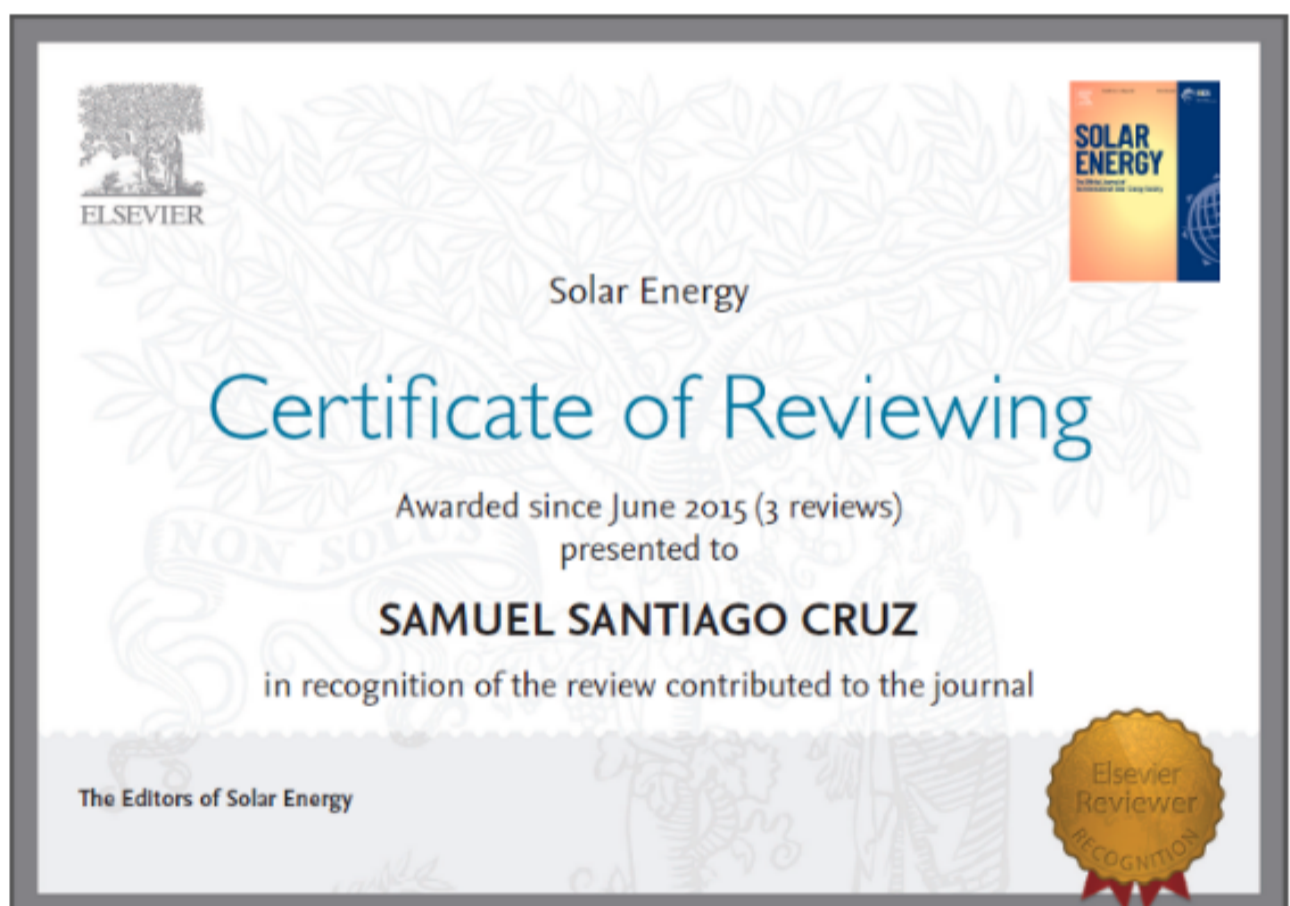 ELSEVIER
SOLAR
ENERGY
Solar Energy
Certificate of Reviewing
Awarded since June 2015 (3 reviews)
presented to
NON SOLUS
SAMUEL SANTIAGO CRUZ
in recognition of the review contributed to the journal
The Editors of Solar Energy
Elsevier
Reviewer
RECOGNITION